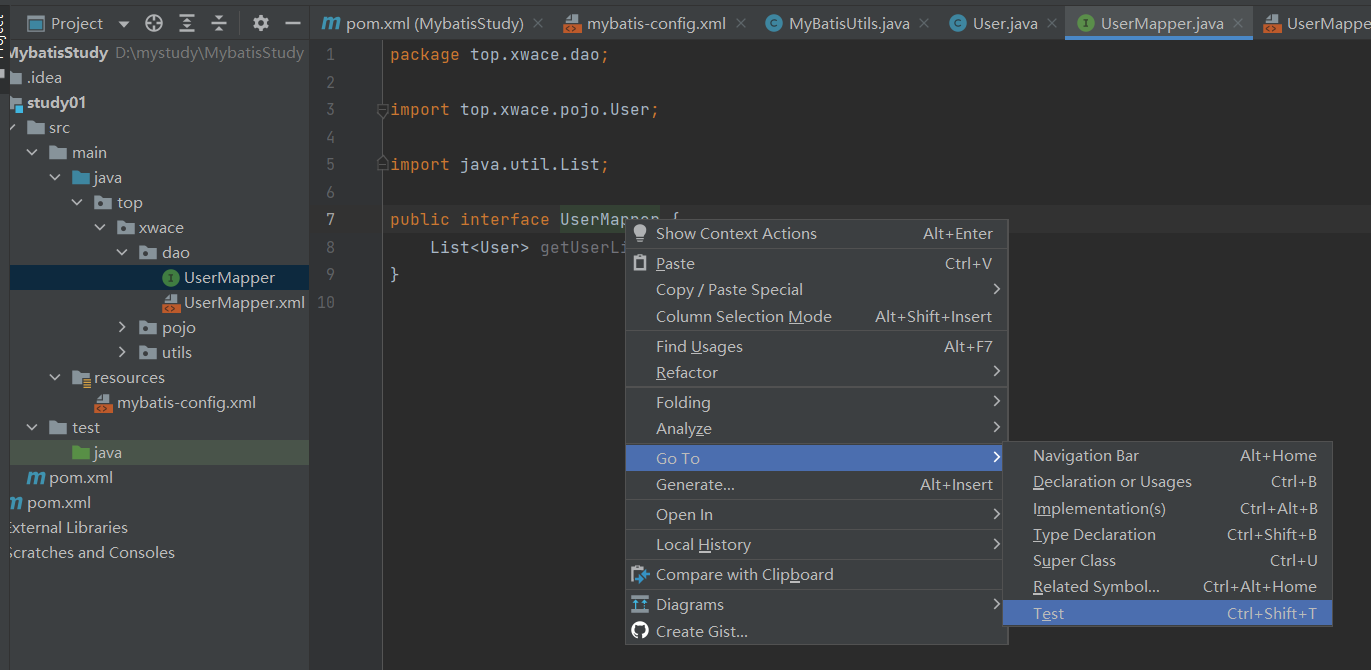 Project
pom.xml (MybatisStudy)
mybatis-config.xml
MyBatisUtils.java
User.java
UserMapper.java
UserMappe
MybatisStudy D:\mystudy\MybatisStudy
.idea
study01
src
main
java
top
xwace
dao
UserMapper
UserMapper.xml
pojo
utils
resources
mybatis-config.xml
test
java
pom.xml
pom.xml
External Libraries
Scratches and Consoles
1 package top.xwace.dao;
2
3 import top.xwace.pojo.User;
4
5 import java.util.List;
6
7 public interface UserMapper {
8 List<User> getUserLi
9 }
10
Show Context Actions Alt+Enter
Paste Ctrl+V
Copy / Paste Special
Column Selection Mode Alt+Shift+Insert
Find Usages Alt+F7
Refactor
Folding
Analyze
Go To
Generate... Alt+Insert
Open In
Local History
Compare with Clipboard
Diagrams
Create Gist...
Navigation Bar Alt+Home
Declaration or Usages Ctrl+B
Implementation(s) Ctrl+Alt+B
Type Declaration Ctrl+Shift+B
Super Class Ctrl+U
Related Symbol... Ctrl+Alt+Home
Test Ctrl+Shift+T